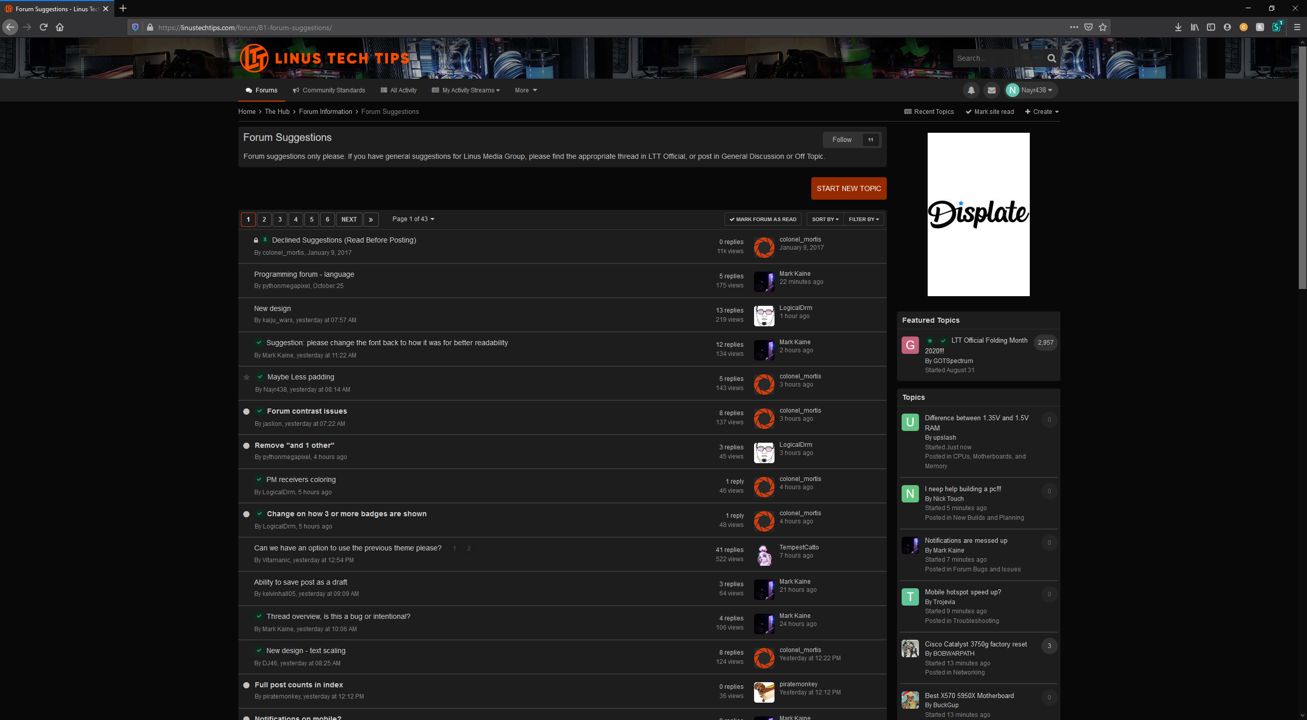 Forum Suggestions - Linus Tec
https://linustechtips.com/forum/81-forum-suggestions/
LINUS TECH TIPS
Search...
Forums
Community Standards
All Activity
My Activity Streams
More
N
Nayr438
Home > The Hub > Forum Information > Forum Suggestions
Recent Topics
Mark site read
Create
Forum Suggestions
Follow
11
Forum suggestions only please. If you have general suggestions for Linus Media Group, please find the appropriate thread in LTT Official, or post in General Discussion or Off Topic.
START NEW TOPIC
1 2 3 4 5 6 NEXT »
Page 1 of 43
MARK FORUM AS READ
SORT BY
FILTER BY
Declined Suggestions (Read Before Posting)
By colonel_mortis, January 9, 2017
0 replies
11k views
colonel_mortis
January 9, 2017
Programming forum - language
By pythonmegapixel, October 25
5 replies
175 views
Mark Kaine
22 minutes ago
New design
By kaiju_wars, yesterday at 07:57 AM
13 replies
219 views
LogicalDrm
1 hour ago
Suggestion: please change the font back to how it was for better readability
By Mark Kaine, yesterday at 11:22 AM
12 replies
134 views
Mark Kaine
2 hours ago
Maybe Less padding
By Nayr438, yesterday at 08:14 AM
5 replies
143 views
colonel_mortis
3 hours ago
Forum contrast issues
By jaslion, yesterday at 07:22 AM
8 replies
137 views
colonel_mortis
3 hours ago
Remove "and 1 other"
By pythonmegapixel, 4 hours ago
3 replies
45 views
LogicalDrm
3 hours ago
PM receivers coloring
By LogicalDrm, 5 hours ago
1 reply
46 views
colonel_mortis
4 hours ago
Change on how 3 or more badges are shown
By LogicalDrm, 5 hours ago
1 reply
48 views
colonel_mortis
4 hours ago
Can we have an option to use the previous theme please? 1 2
By Vitamanic, yesterday at 12:54 PM
41 replies
522 views
TempestCatto
7 hours ago
Ability to save post as a draft
By kelvinhall05, yesterday at 09:09 AM
3 replies
64 views
Mark Kaine
21 hours ago
Thread overview, is this a bug or intentional?
By Mark Kaine, yesterday at 10:06 AM
4 replies
106 views
Mark Kaine
24 hours ago
New design - text scaling
By DJ46, yesterday at 08:25 AM
8 replies
124 views
colonel_mortis
Yesterday at 12:22 PM
Full post counts in index
By piratemonkey, yesterday at 12:12 PM
0 replies
36 views
piratemonkey
Yesterday at 12:12 PM
Notifications on mobile?
Mark Kaine
Displate
Featured Topics
G
LTT Official Folding Month
2020!!!
By GOTSpectrum
Started August 31
2,957
Topics
U
Difference between 1.35V and 1.5V
RAM
By upslash
Started Just now
Posted in CPUs, Motherboards, and
Memory
0
N
I neep help building a pc!!!
By Nick Touch
Started 5 minutes ago
Posted in New Builds and Planning
0
Notifications are messed up
By Mark Kaine
Started 7 minutes ago
Posted in Forum Bugs and Issues
0
T
Mobile hotspot speed up?
By Trojevia
Started 9 minutes ago
Posted in Troubleshooting
0
Cisco Catalyst 3750g factory reset
By BOBWARPATH
Started 13 minutes ago
Posted in Networking
3
Best X570 5950X Motherboard
By BuckGup
Started 13 minutes ago
0